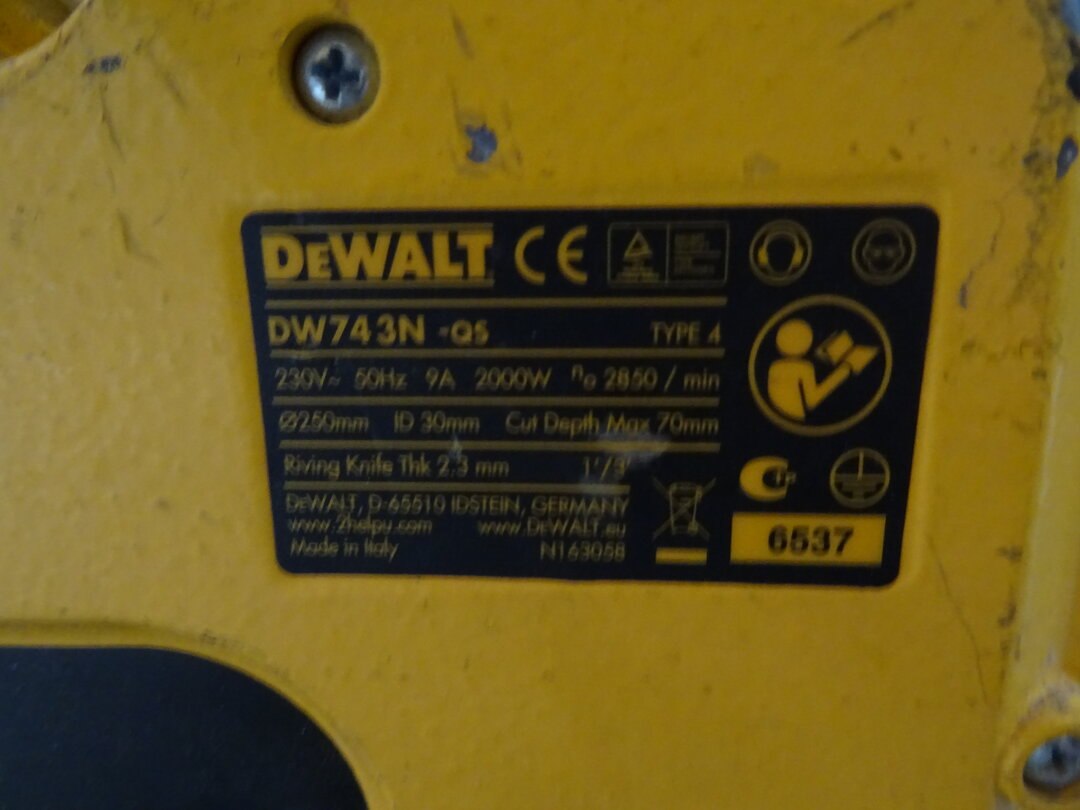 DEWALT CE
DW743N -QS TYPE 4
230V~ 50Hz 9A 2000W no 2850 / min
Ø250mm ID 30mm Cut Depth Max 70mm
Riving Knife Thk 2.3 mm
DEWALT, D-65510 IDSTEIN, GERMANY
www.2helpu.com www.DEWALT.eu
Made in Italy N163058
6537